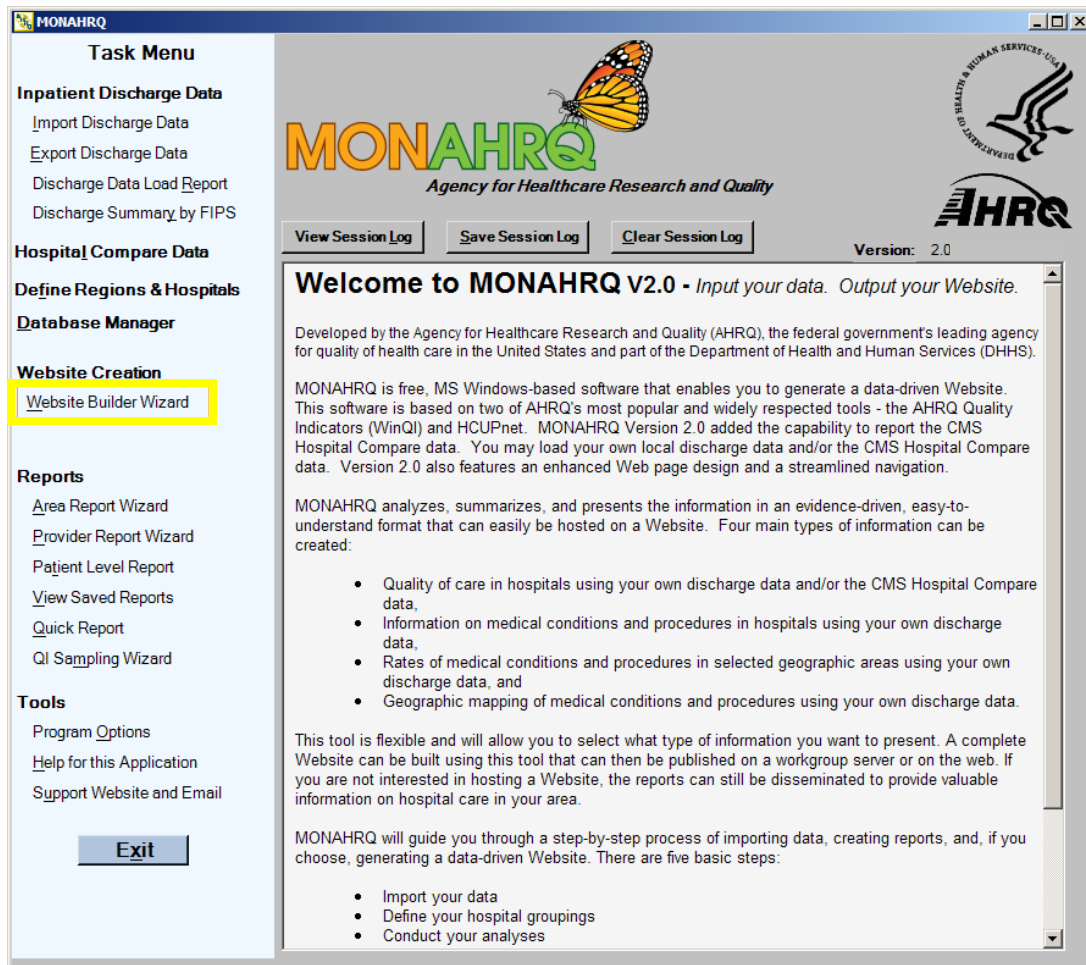 MONAHRQ
Task Menu
Inpatient Discharge Data
Import Discharge Data
Export Discharge Data
Discharge Data Load Report
Discharge Summary by FIPS
Hospital Compare Data
Define Regions & Hospitals
Database Manager
Website Creation
Website Builder Wizard
Reports
Area Report Wizard
Provider Report Wizard
Patient Level Report
View Saved Reports
Quick Report
QI Sampling Wizard
Tools
Program Options
Help for this Application
Support Website and Email
Exit
MONAHRQ
Agency for Healthcare Research and Quality
DEPARTMENT OF HEALTH & HUMAN SERVICES·USA
AHRQ
View Session Log
Save Session Log
Clear Session Log
Version: 2.0
Welcome to MONAHRQ V2.0 - Input your data. Output your Website.
Developed by the Agency for Healthcare Research and Quality (AHRQ), the federal government's leading agency
for quality of health care in the United States and part of the Department of Health and Human Services (DHHS).
MONAHRQ is free, MS Windows-based software that enables you to generate a data-driven Website.
This software is based on two of AHRQ's most popular and widely respected tools - the AHRQ Quality
Indicators (WinQI) and HCUPnet. MONAHRQ Version 2.0 added the capability to report the CMS
Hospital Compare data. You may load your own local discharge data and/or the CMS Hospital Compare
data. Version 2.0 also features an enhanced Web page design and a streamlined navigation.
MONAHRQ analyzes, summarizes, and presents the information in an evidence-driven, easy-to-
understand format that can easily be hosted on a Website. Four main types of information can be
created:
• Quality of care in hospitals using your own discharge data and/or the CMS Hospital Compare
data,
• Information on medical conditions and procedures in hospitals using your own discharge
data,
• Rates of medical conditions and procedures in selected geographic areas using your own
discharge data, and
• Geographic mapping of medical conditions and procedures using your own discharge data.
This tool is flexible and will allow you to select what type of information you want to present. A complete
Website can be built using this tool that can then be published on a workgroup server or on the web. If
you are not interested in hosting a Website, the reports can still be disseminated to provide valuable
information on hospital care in your area.
MONAHRQ will guide you through a step-by-step process of importing data, creating reports, and, if you
choose, generating a data-driven Website. There are five basic steps:
• Import your data
• Define your hospital groupings
• Conduct your analyses